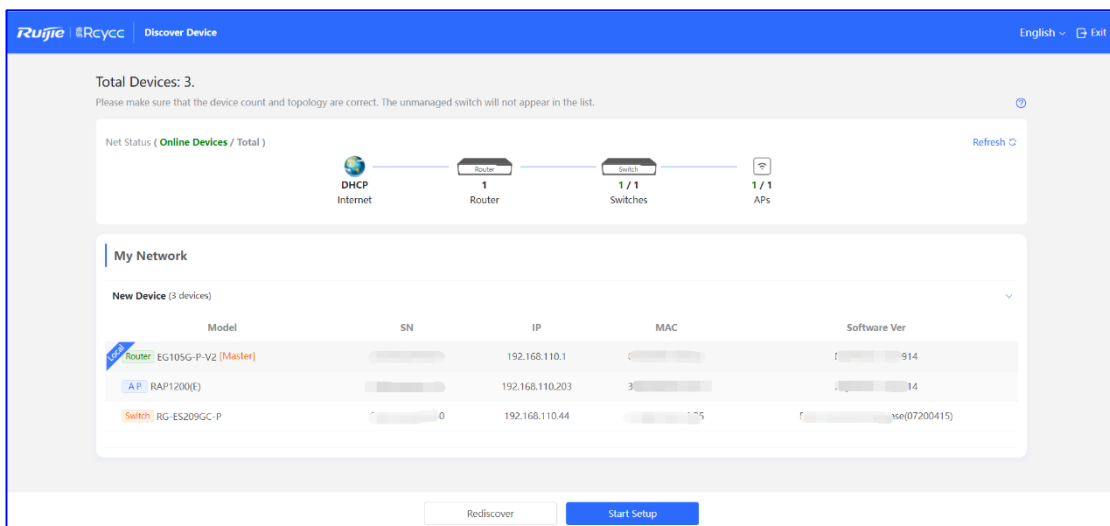 Ruijie Rcycc Discover Device English Exit
Total Devices: 3.
Please make sure that the device count and topology are correct. The unmanaged switch will not appear in the list.
Net Status ( Online Devices / Total ) Refresh
Router Switch
DHCP 1 1 / 1 1 / 1
Internet Router Switches APs
My Network
New Device (3 devices)
Model SN IP MAC Software Ver
Local Router EG105G-P-V2 [Master] 192.168.110.1 914
AP RAP1200(E) 192.168.110.203 3 14
Switch RG-ES209GC-P 0 192.168.110.44 (07200415)
Rediscover Start Setup